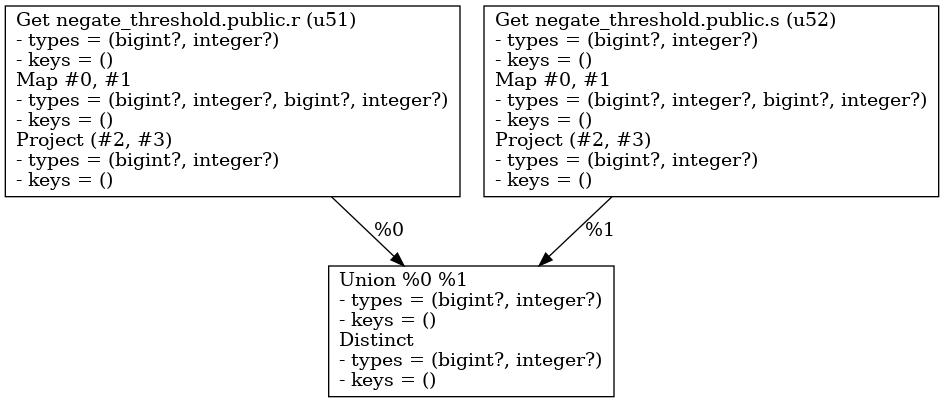 Get negate_threshold.public.r (u51)
- types = (bigint?, integer?)
- keys = ()
Map #0, #1
- types = (bigint?, integer?, bigint?, integer?)
- keys = ()
Project (#2, #3)
- types = (bigint?, integer?)
- keys = ()
Get negate_threshold.public.s (u52)
- types = (bigint?, integer?)
- keys = ()
Map #0, #1
- types = (bigint?, integer?, bigint?, integer?)
- keys = ()
Project (#2, #3)
- types = (bigint?, integer?)
- keys = ()
%0
%1
Union %0 %1
- types = (bigint?, integer?)
- keys = ()
Distinct
- types = (bigint?, integer?)
- keys = ()